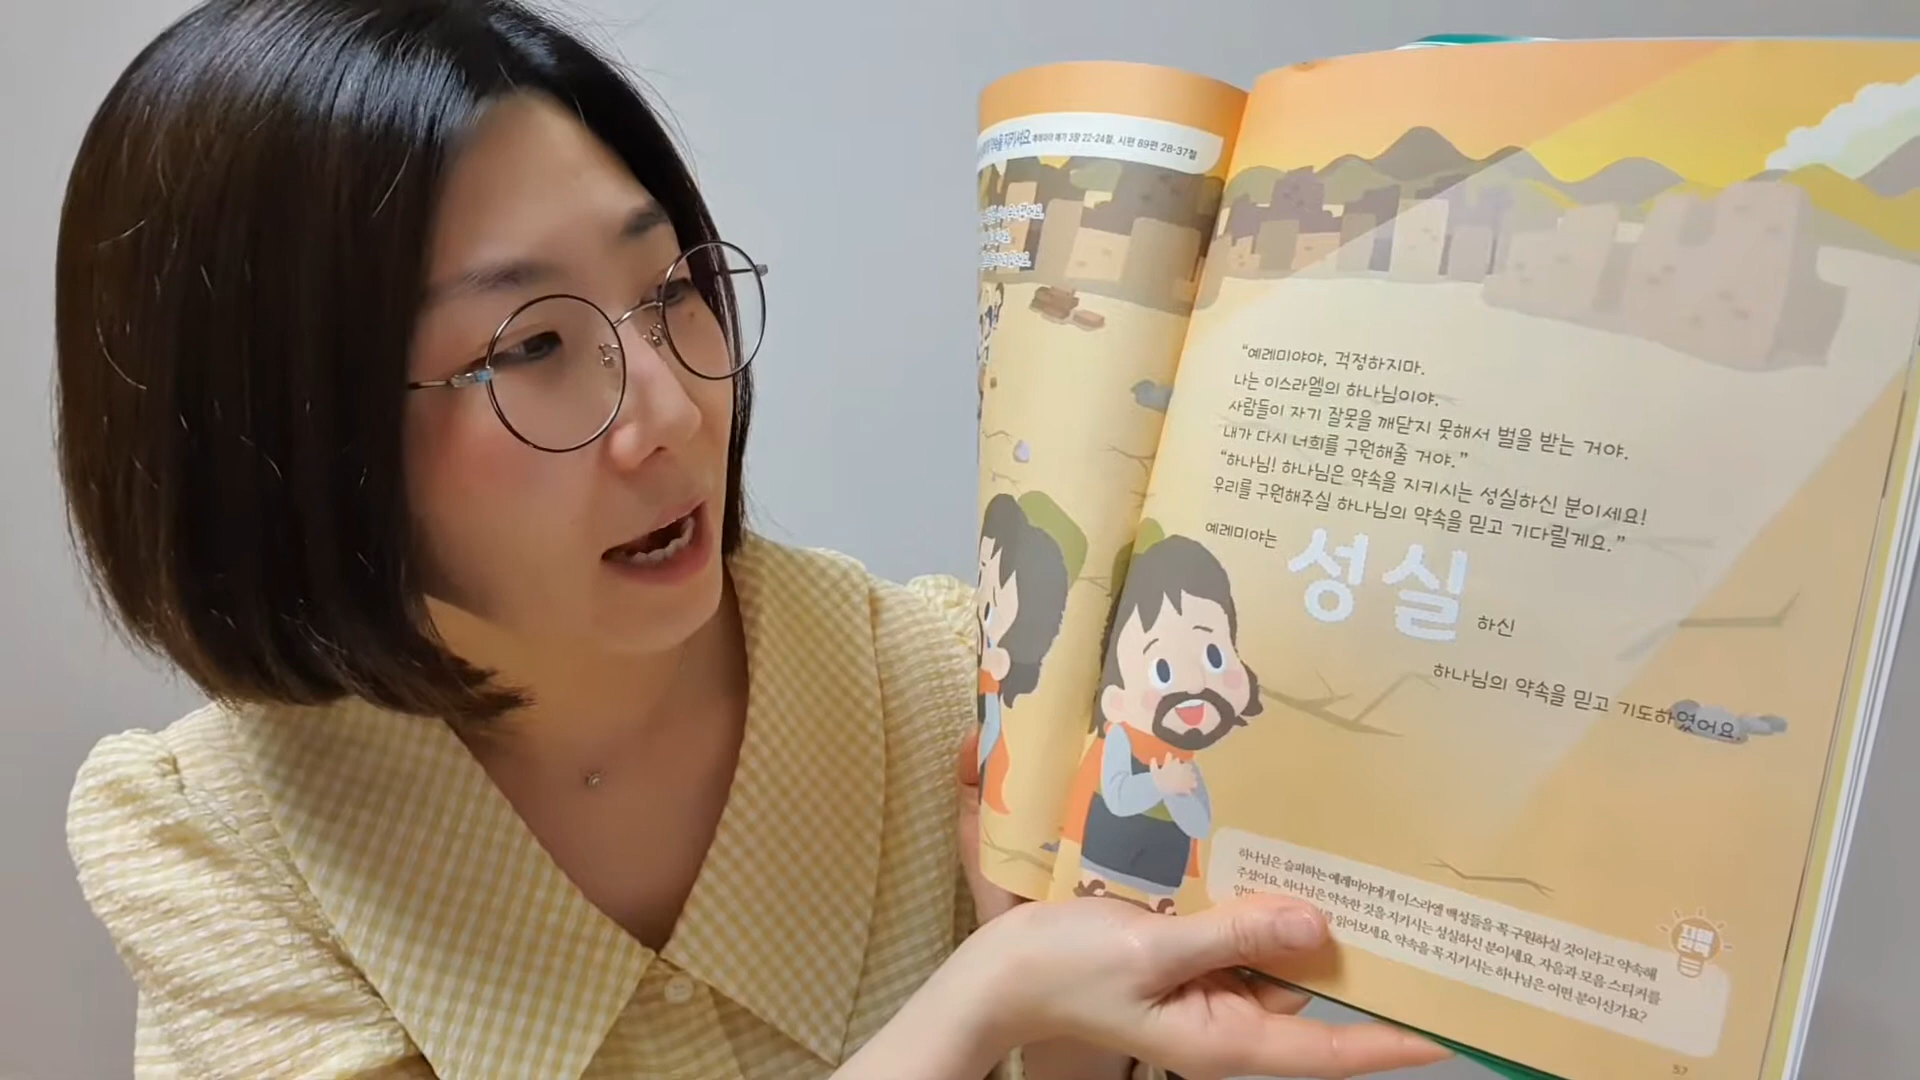 지키세요 예레미야 애가 3장 22-24절, 시편 89편 28-37절
“예레미야야, 걱정하지마.
나는 이스라엘의 하나님이야.
사람들이 자기 잘못을 깨닫지 못해서 벌을 받는 거야.
내가 다시 너희를 구원해줄 거야.”
“하나님! 하나님은 약속을 지키시는 성실하신 분이세요!
우리를 구원해주실 하나님의 약속을 믿고 기다릴게요.”
예레미야는 성실하신
하나님의 약속을 믿고 기도하였어요.
하나님은 슬퍼하는 예레미야에게 이스라엘 백성들을 꼭 구원하실 것이라고 약속해
주셨어요. 하나님은 약속한 것을 지키시는 성실하신 분이세요. 자음과 모음 스티커를
읽어보세요. 약속을 꼭 지키시는 하나님은 어떤 분이신가요?
57